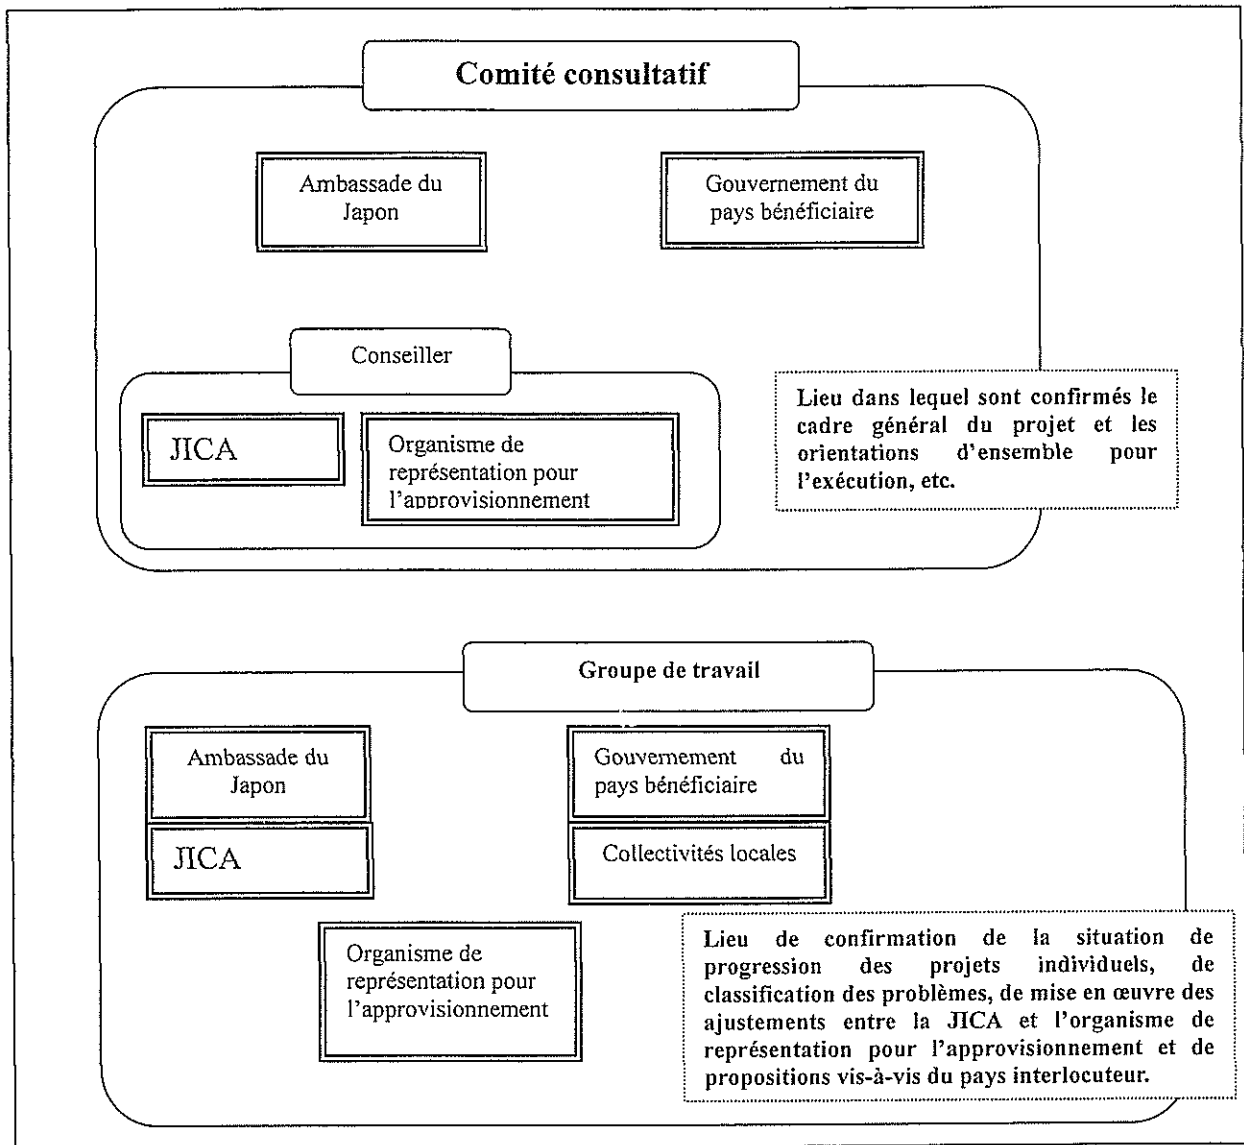 Comité consultatif
Ambassade du
Japon
Gouvernement du
pays bénéficiaire
Conseiller
JICA
Organisme de
représentation pour
l'approvisionnement
Lieu dans lequel sont confirmés le
cadre général du projet et les
orientations d'ensemble pour
l'exécution, etc.
Groupe de travail
Ambassade du
Japon
Gouvernement du
pays bénéficiaire
JICA
Collectivités locales
Organisme de
représentation pour
l'approvisionnement
Lieu de confirmation de la situation de
progression des projets individuels, de
classification des problèmes, de mise en œuvre des
ajustements entre la JICA et l'organisme de
représentation pour l'approvisionnement et de
propositions vis-à-vis du pays interlocuteur.